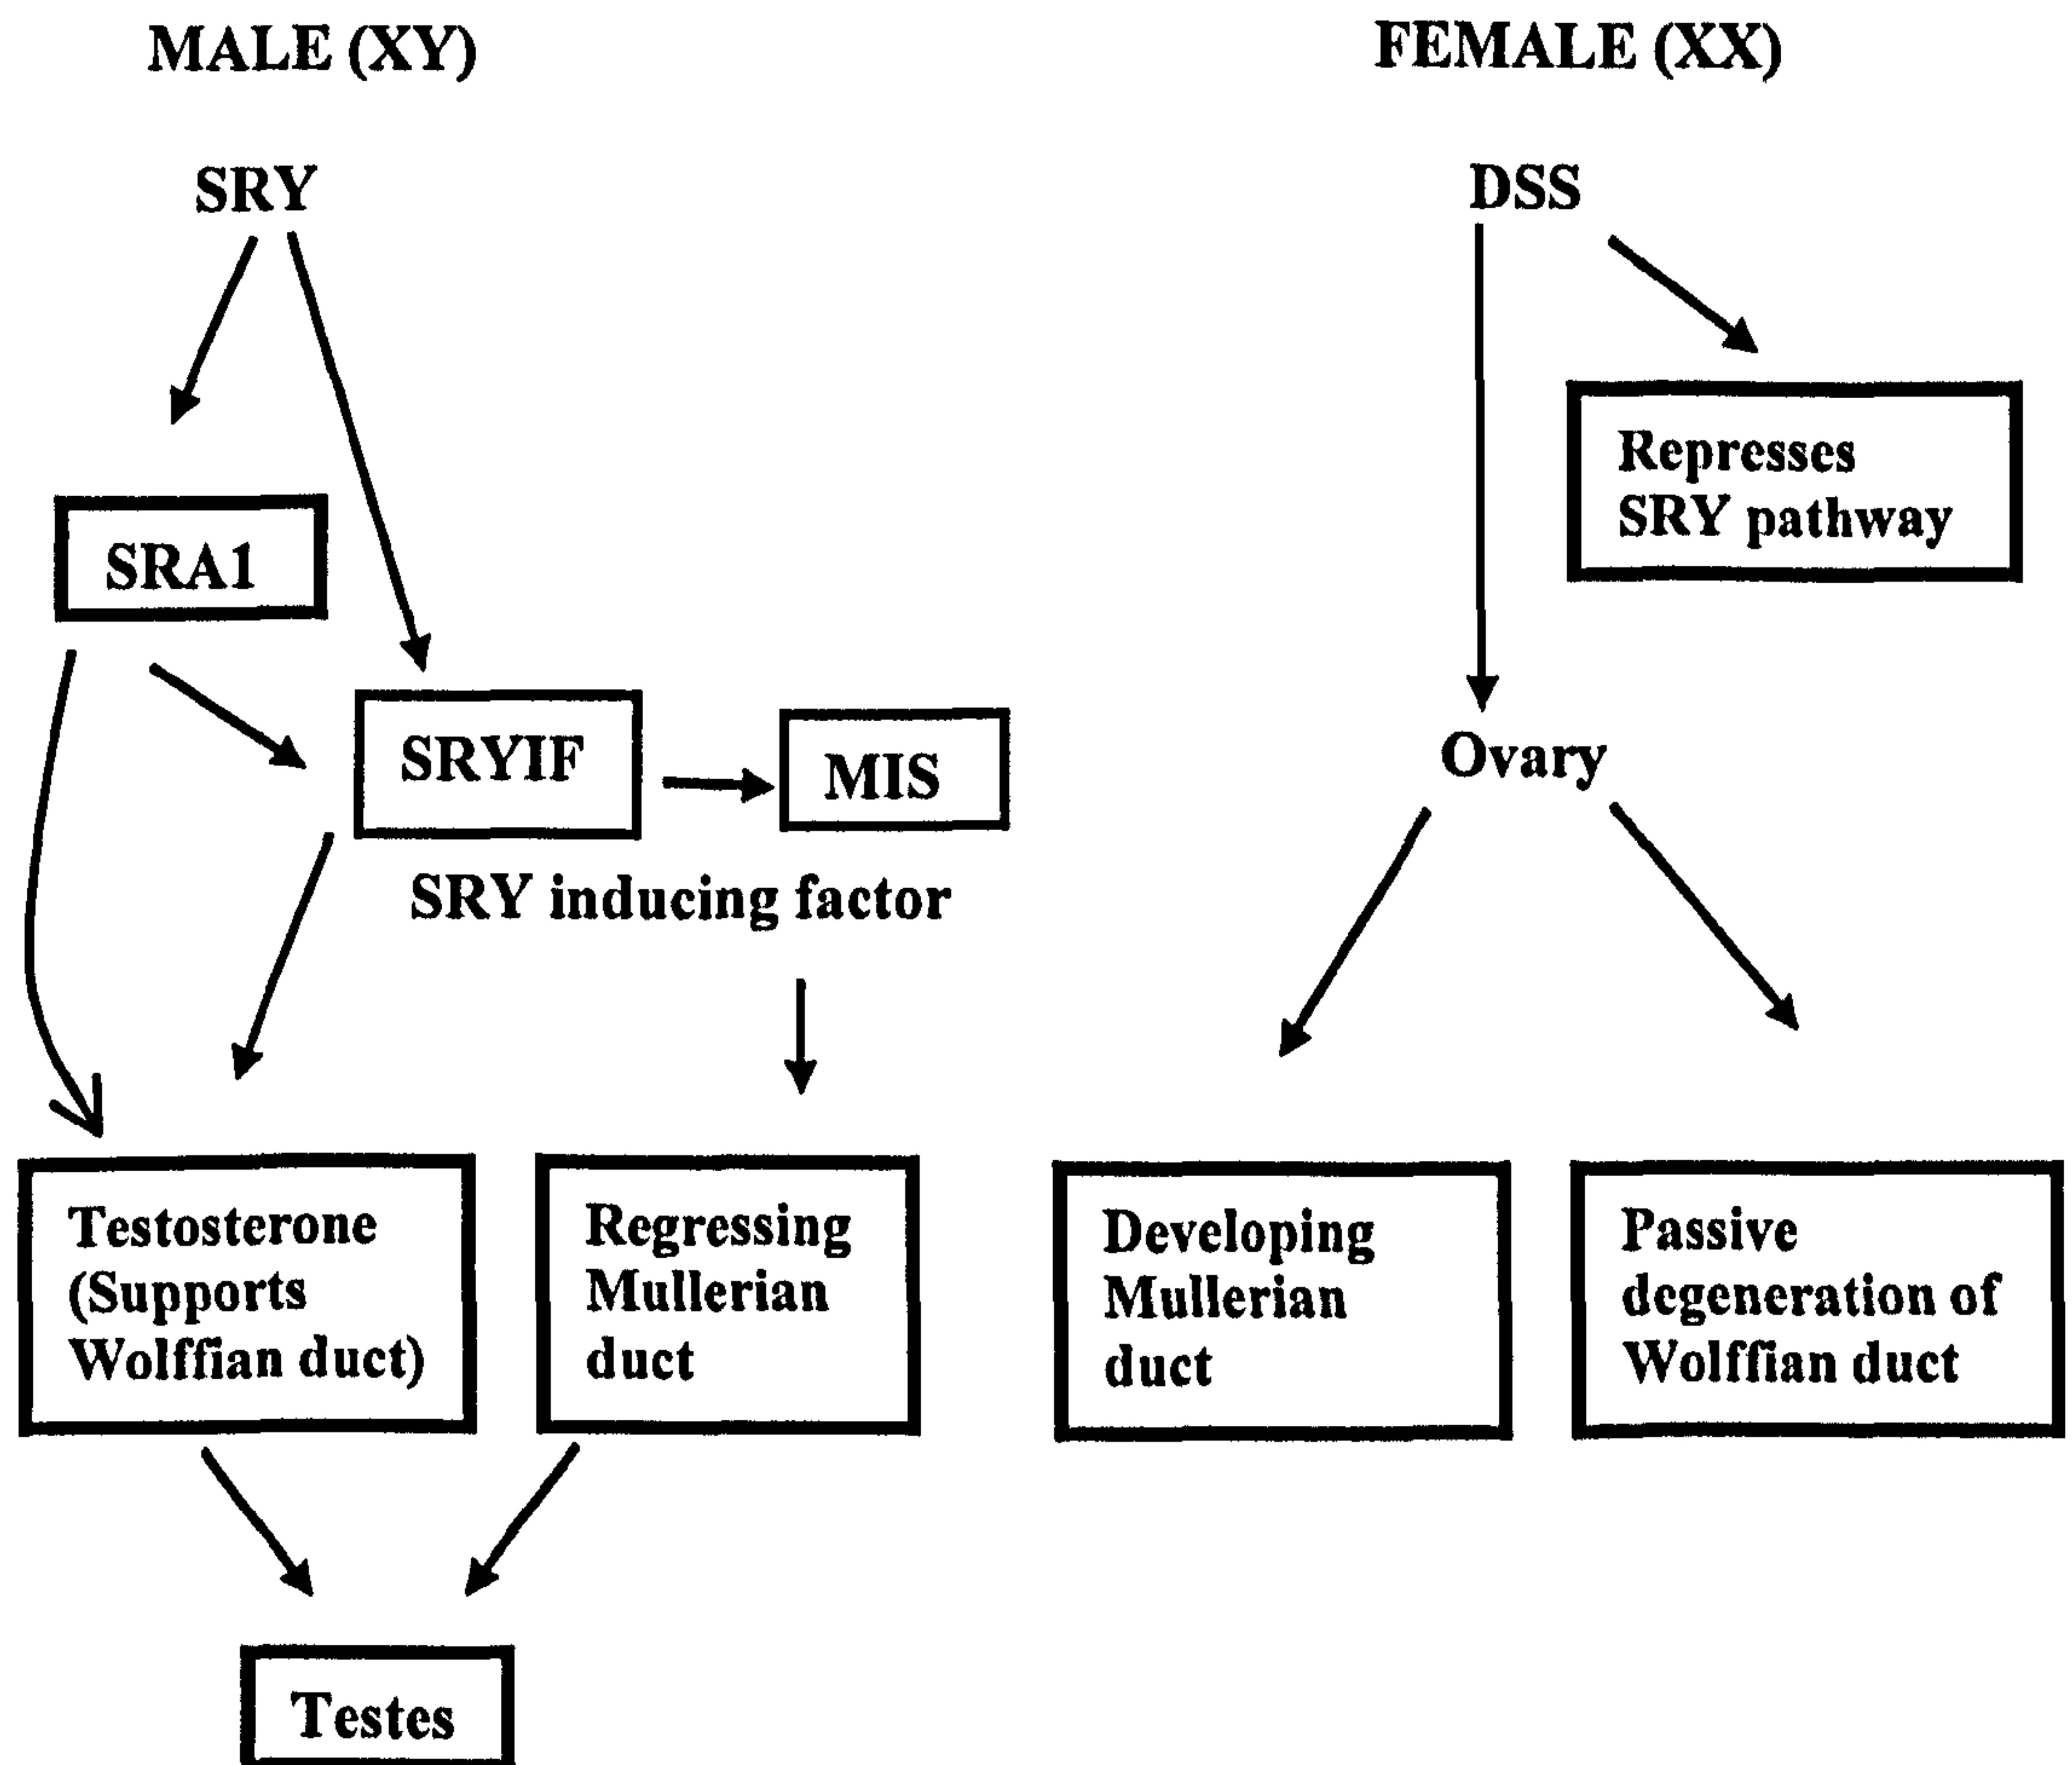 MALE (XY)
FEMALE (XX)
SRY
DSS
Represses
SRY pathway
SRA1
SRYIF
MIS
Ovary
SRY inducing factor
Testosterone
(Supports
Wolffian duct)
Regressing
Mullerian
duct
Developing
Mullerian
duct
Passive
degeneration of
Wolffian duct
Testes